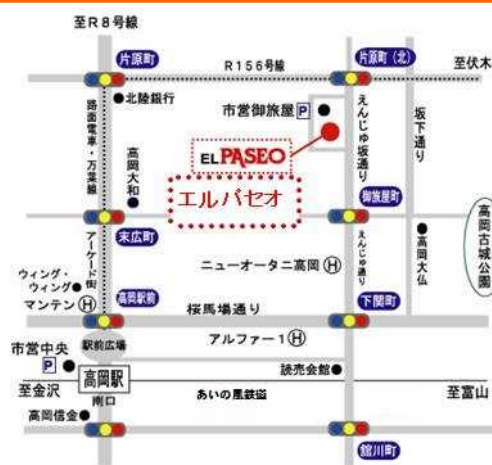 至R8号線
片原町
R156号線
片原町(北)
至伏木
北陸銀行
市営御旅屋 P
路面電車・万葉線
えんじゅ坂通り
坂下通り
高岡大和
EL PASEO
エルパセオ
御旅屋町
末広町
アーケード街
ニューオータニ高岡 H
えんじゅ通り
高岡大仏
高岡古城公園
ウィング・
ウィング
マンテン H
高岡駅前
桜馬場通り
下関町
駅前広場
アルファー1 H
市営中央
P
高岡駅
読売会館
至金沢
南口
あいの風鉄道
至富山
高岡信金
館川町